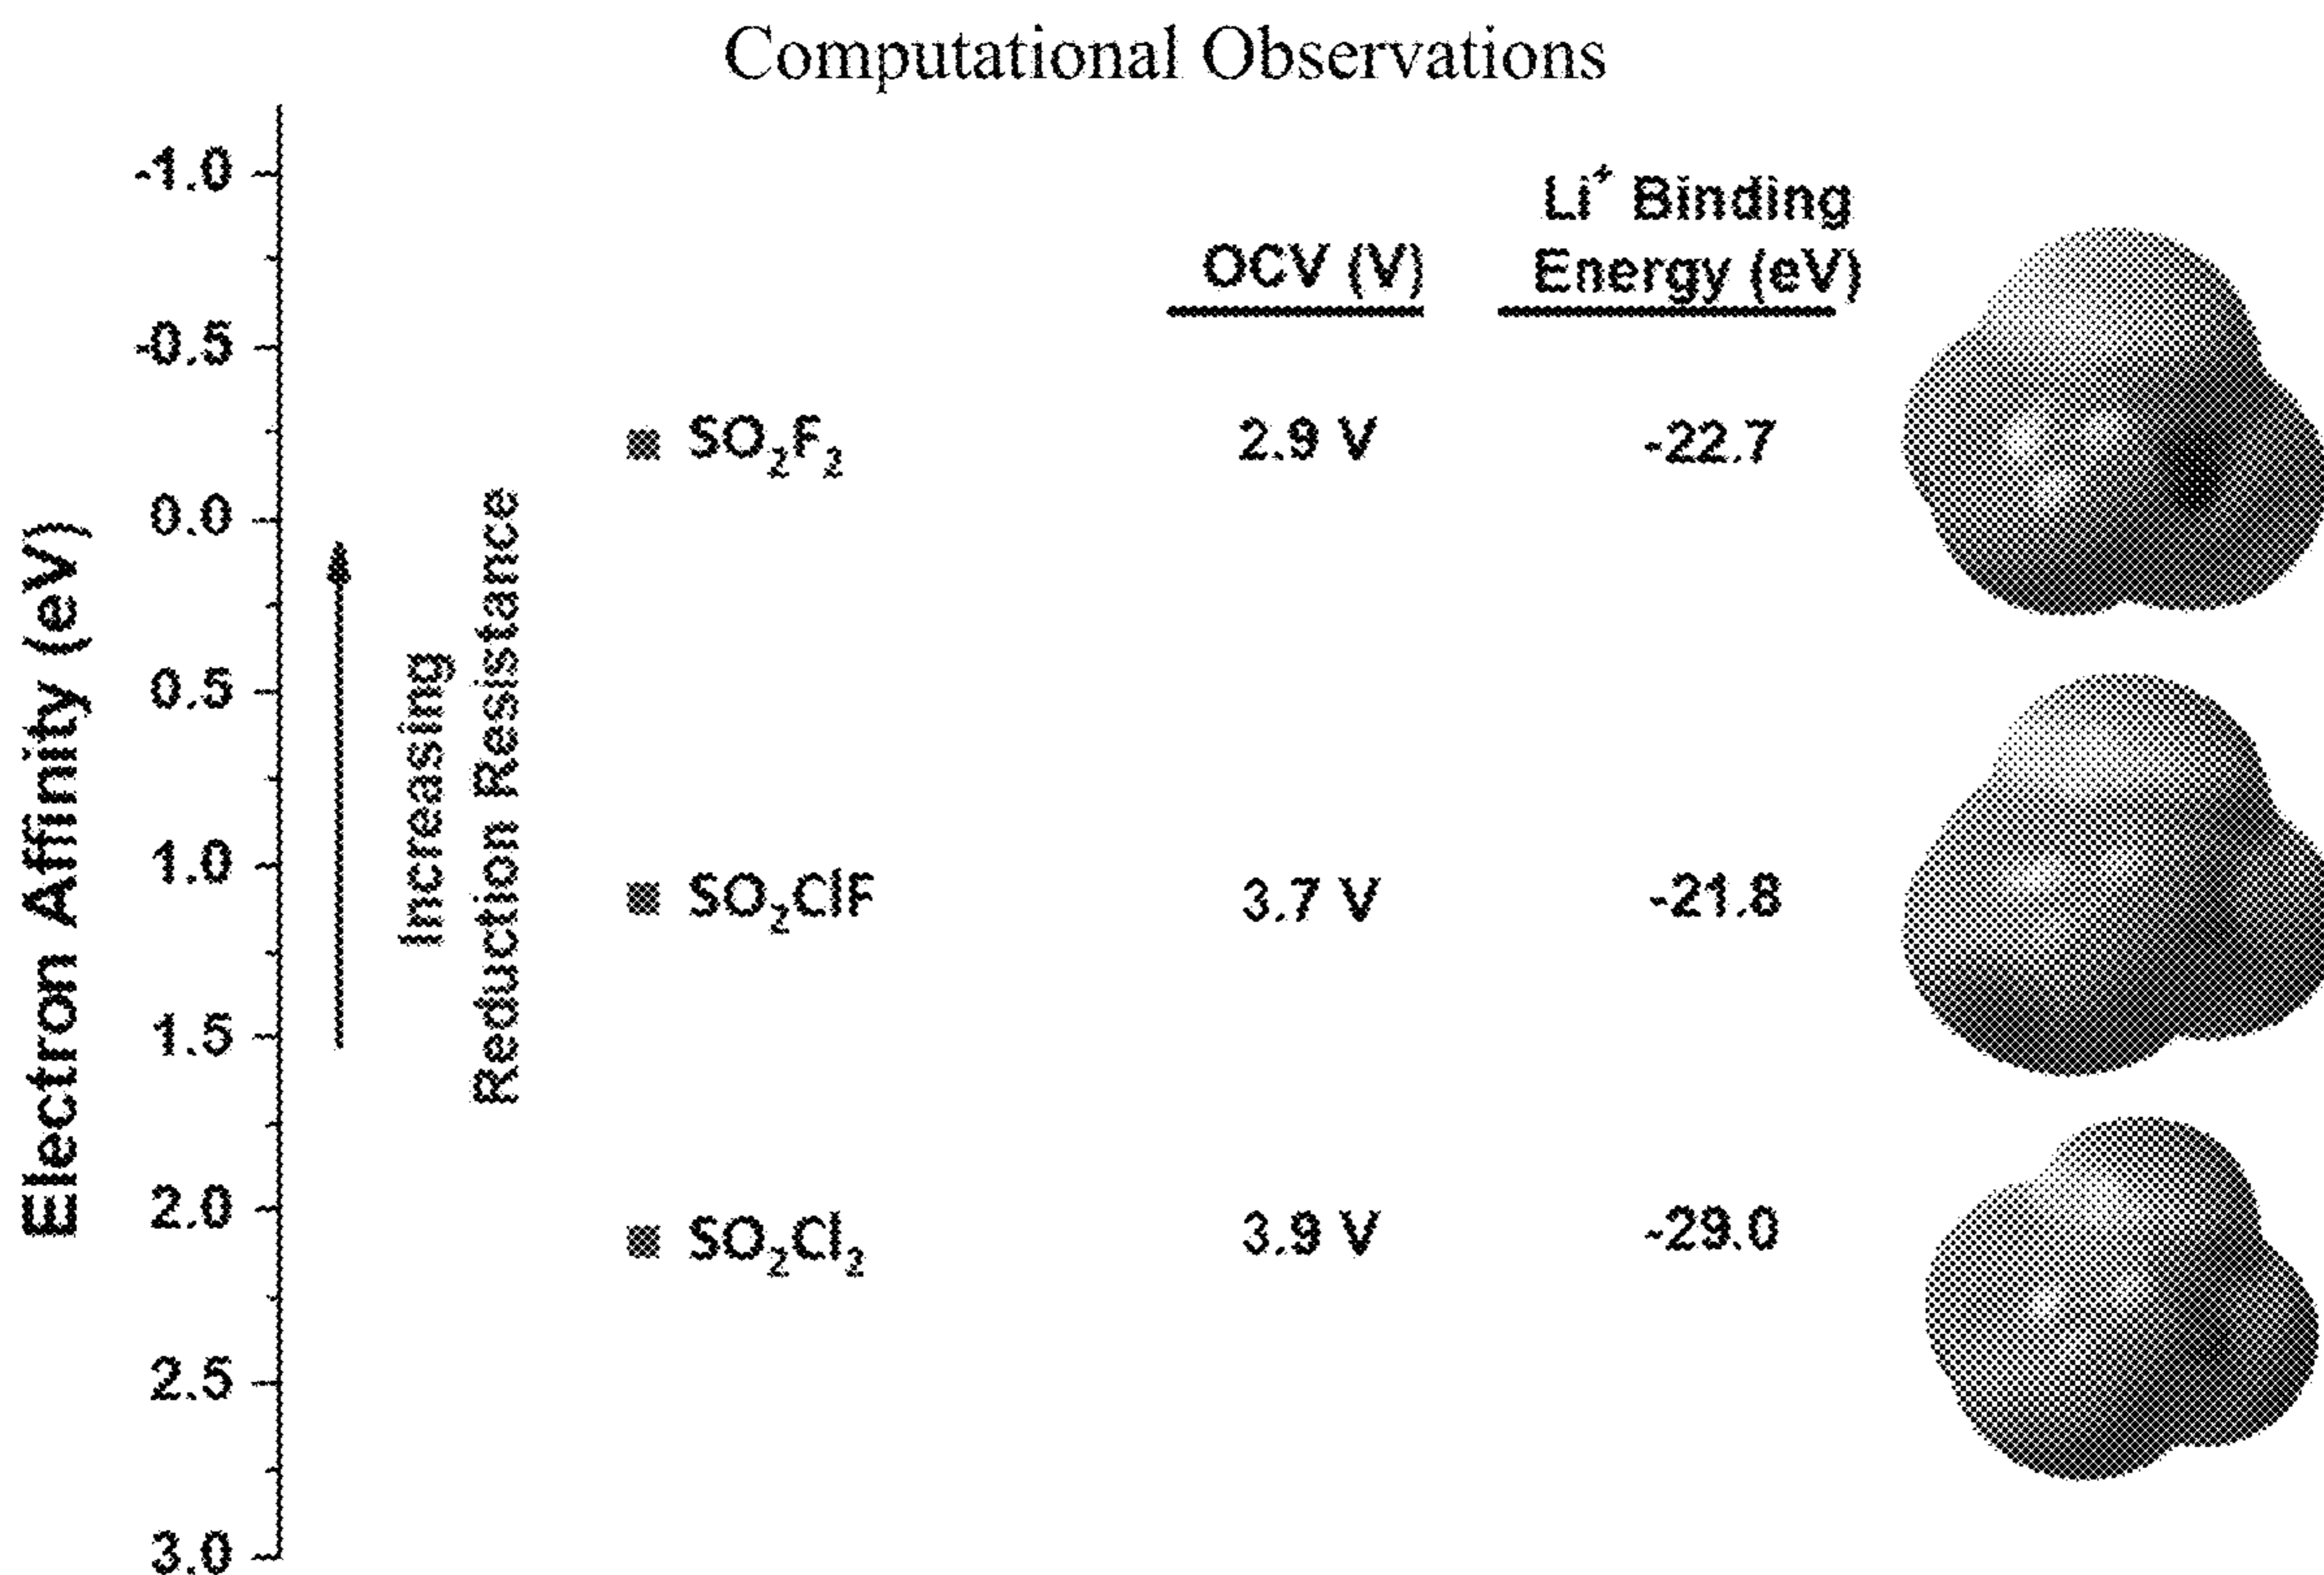 Computational Observations
Electron Affinity (eV)
-1.0
-0.5
0.0
0.5
1.0
1.5
2.0
2.5
3.0
Increasing
Reduction Resistance
OCV (V)
Li⁺ Binding
Energy (eV)
SO₂F₂ 2.9 V -22.7
SO₂ClF 3.7 V -21.8
SO₂Cl₂ 3.9 V -29.0